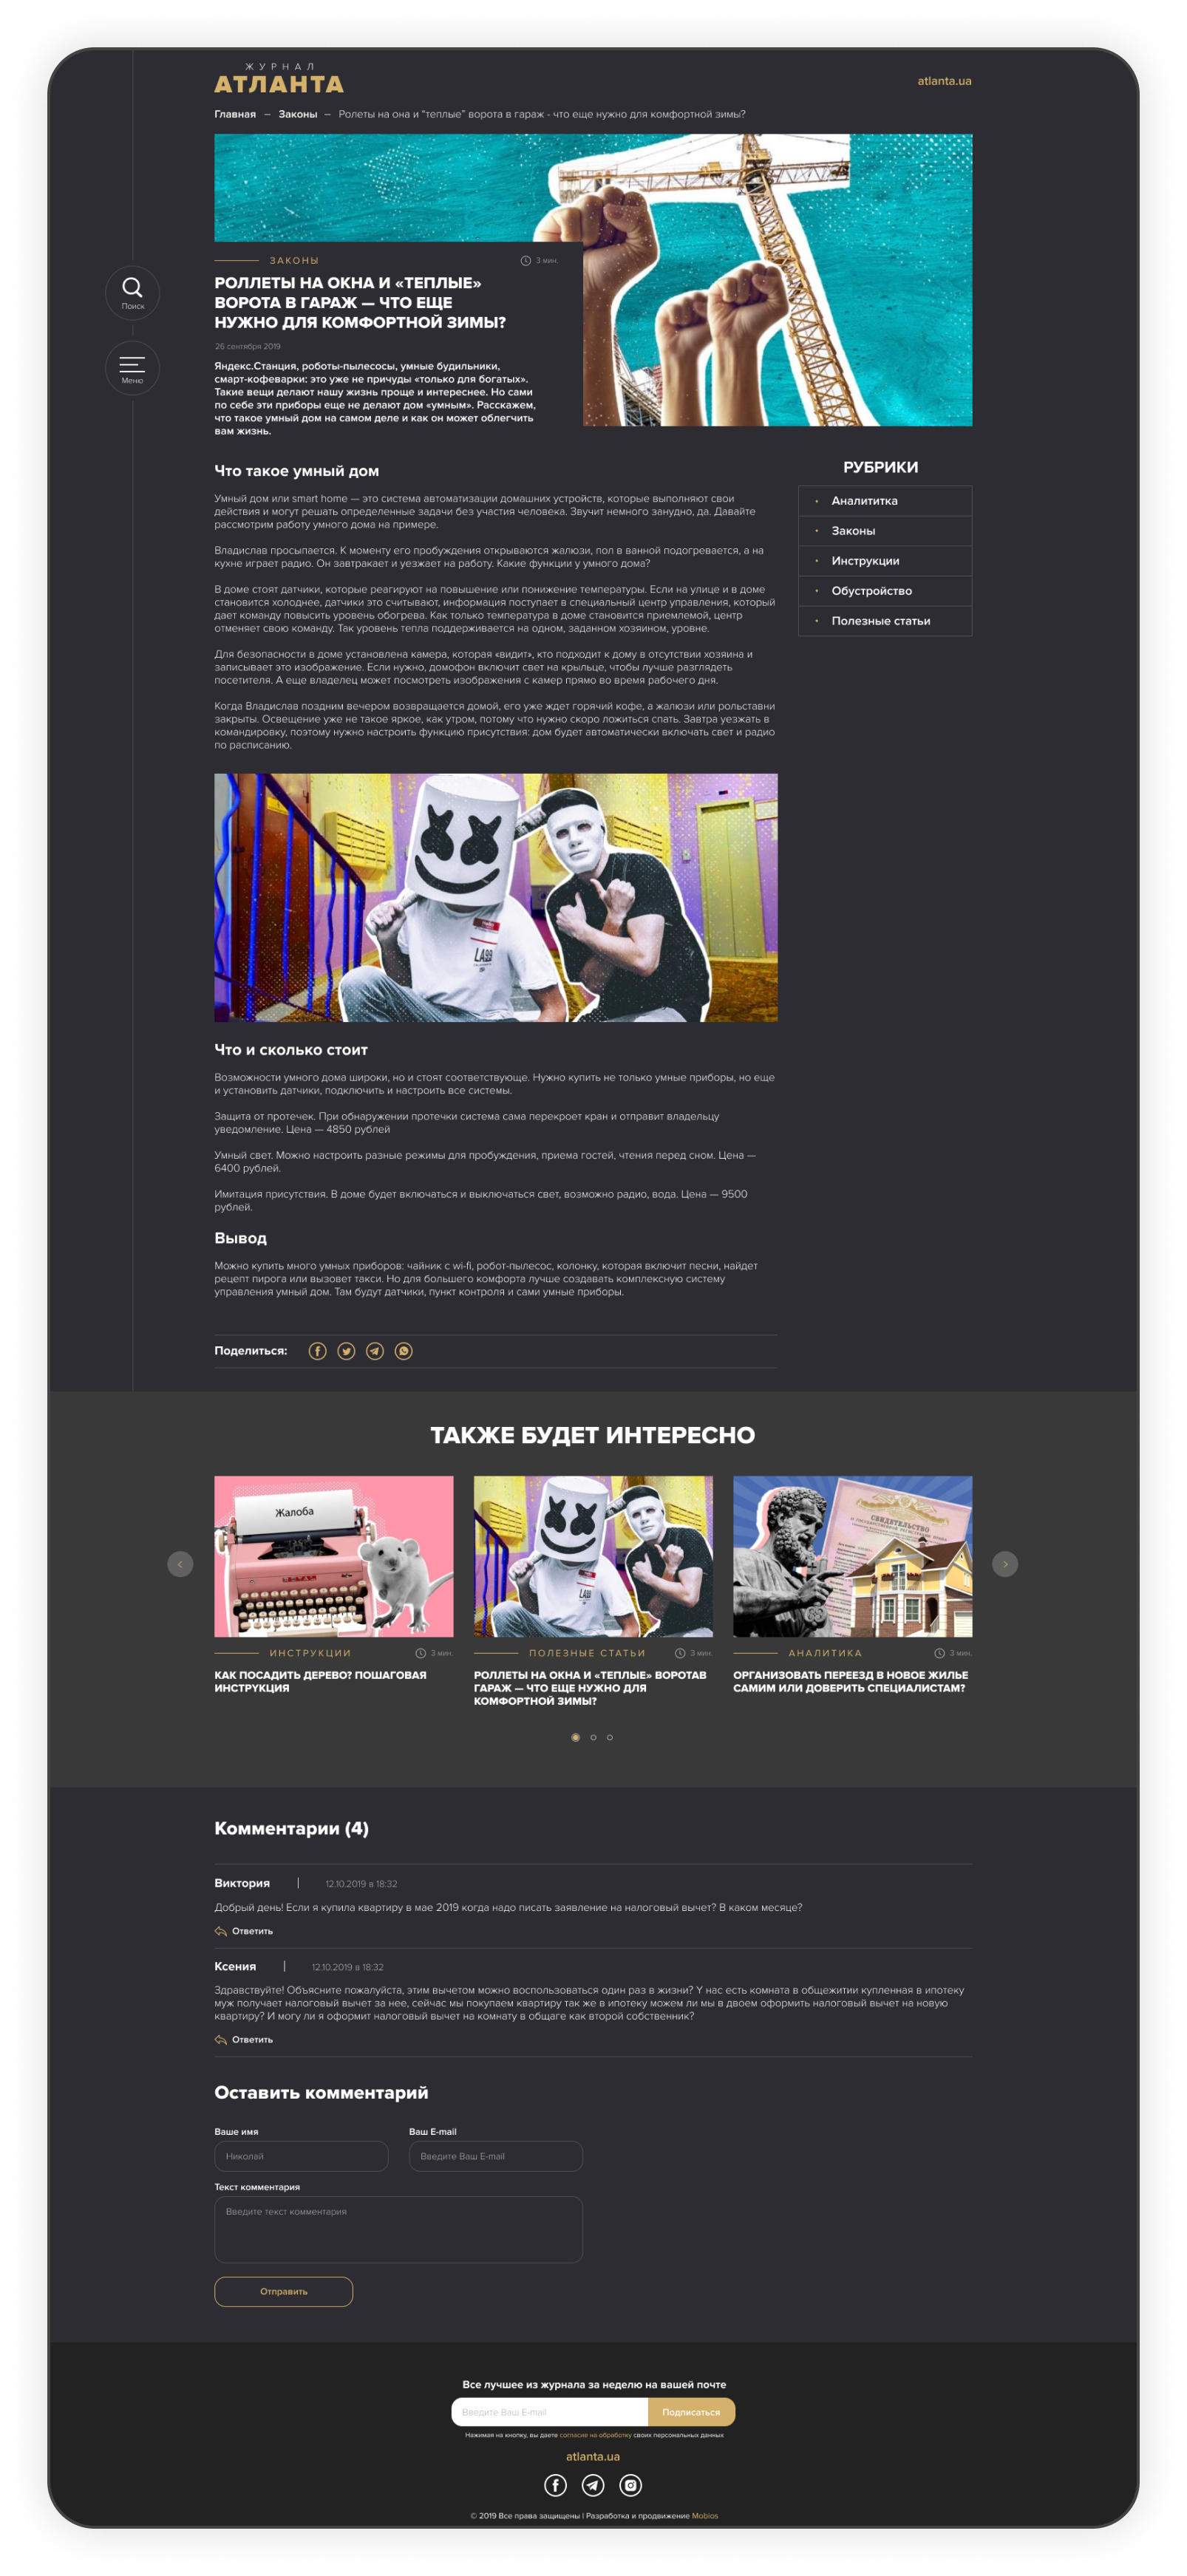 ЖУРНАЛ
АТЛАНТА
atlanta.ua
Главная — Законы — Ролеты на она и "теплые" ворота в гараж - что еще нужно для комфортной зимы?
ЗАКОНЫ
3 мин.
РОЛЛЕТЫ НА ОКНА И «ТЕПЛЫЕ»
ВОРОТА В ГАРАЖ — ЧТО ЕЩЕ
НУЖНО ДЛЯ КОМФОРТНОЙ ЗИМЫ?
26 сентября 2019
Яндекс.Станция, роботы-пылесосы, умные будильники,
смарт-кофеварки: это уже не причуды «только для богатых».
Такие вещи делают нашу жизнь проще и интереснее. Но сами
по себе эти приборы еще не делают дом «умным». Расскажем,
что такое умный дом на самом деле и как он может облегчить
вам жизнь.
Поиск
Меню
Что такое умный дом
Умный дом или smart home — это система автоматизации домашних устройств, которые выполняют свои
действия и могут решать определенные задачи без участия человека. Звучит немного занудно, да. Давайте
рассмотрим работу умного дома на примере.
Владислав просыпается. К моменту его пробуждения открываются жалюзи, пол в ванной подогревается, а на
кухне играет радио. Он завтракает и уезжает на работу. Какие функции у умного дома?
В доме стоят датчики, которые реагируют на повышение или понижение температуры. Если на улице и в доме
становится холоднее, датчики это считывают, информация поступает в специальный центр управления, который
дает команду повысить уровень обогрева. Как только температура в доме становится приемлемой, центр
отменяет свою команду. Так уровень тепла поддерживается на одном, заданном хозяином, уровне.
Для безопасности в доме установлена камера, которая «видит», кто подходит к дому в отсутствии хозяина и
записывает это изображение. Если нужно, домофон включит свет на крыльце, чтобы лучше разглядеть
посетителя. А еще владелец может посмотреть изображения с камер прямо во время рабочего дня.
Когда Владислав поздним вечером возвращается домой, его уже ждет горячий кофе, а жалюзи или рольставни
закрыты. Освещение уже не такое яркое, как утром, потому что нужно скоро ложиться спать. Завтра уезжать в
командировку, поэтому нужно настроить функцию присутствия: дом будет автоматически включать свет и радио
по расписанию.
РУБРИКИ
Аналититка
Законы
Инструкции
Обустройство
Полезные статьи
Что и сколько стоит
Возможности умного дома широки, но и стоят соответствующе. Нужно купить не только умные приборы, но еще
и установить датчики, подключить и настроить все системы.
Защита от протечек. При обнаружении протечки система сама перекроет кран и отправит владельцу
уведомление. Цена — 4850 рублей
Умный свет. Можно настроить разные режимы для пробуждения, приема гостей, чтения перед сном. Цена —
6400 рублей.
Имитация присутствия. В доме будет включаться и выключаться свет, возможно радио, вода. Цена — 9500
рублей.
Вывод
Можно купить много умных приборов: чайник с wi-fi, робот-пылесос, колонку, которая включит песни, найдет
рецепт пирога или вызовет такси. Но для большего комфорта лучше создавать комплексную систему
управления умный дом. Там будут датчики, пункт контроля и сами умные приборы.
Поделиться:
ТАКЖЕ БУДЕТ ИНТЕРЕСНО
Жалоба
СВИДЕТЕЛЬСТВО
ИНСТРУКЦИИ
3 мин.
КАК ПОСАДИТЬ ДЕРЕВО? ПОШАГОВАЯ
ИНСТРУКЦИЯ
ПОЛЕЗНЫЕ СТАТЬИ
3 мин.
РОЛЛЕТЫ НА ОКНА И «ТЕПЛЫЕ» ВОРОТАВ
ГАРАЖ — ЧТО ЕЩЕ НУЖНО ДЛЯ
КОМФОРТНОЙ ЗИМЫ?
АНАЛИТИКА
3 мин.
ОРГАНИЗОВАТЬ ПЕРЕЕЗД В НОВОЕ ЖИЛЬЕ
САМИМ ИЛИ ДОВЕРИТЬ СПЕЦИАЛИСТАМ?
Комментарии (4)
Виктория | 12.10.2019 в 18:32
Добрый день! Если я купила квартиру в мае 2019 когда надо писать заявление на налоговый вычет? В каком месяце?
Ответить
Ксения | 12.10.2019 в 18:32
Здравствуйте! Объясните пожалуйста, этим вычетом можно воспользоваться один раз в жизни? У нас есть комната в общежитии купленная в ипотеку
муж получает налоговый вычет за нее, сейчас мы покупаем квартиру так же в ипотеку можем ли мы в двоем оформить налоговый вычет на новую
квартиру? И могу ли я оформит налоговый вычет на комнату в общаге как второй собственник?
Ответить
Оставить комментарий
Ваше имя
Ваш E-mail
Николай
Введите Ваш E-mail
Текст комментария
Введите текст комментария
Отправить
Все лучшее из журнала за неделю на вашей почте
Введите Ваш E-mail
Подписаться
Нажимая на кнопку, вы даете согласие на обработку своих персональных данных
atlanta.ua
© 2019 Все права защищены | Разработка и продвижение Mobios